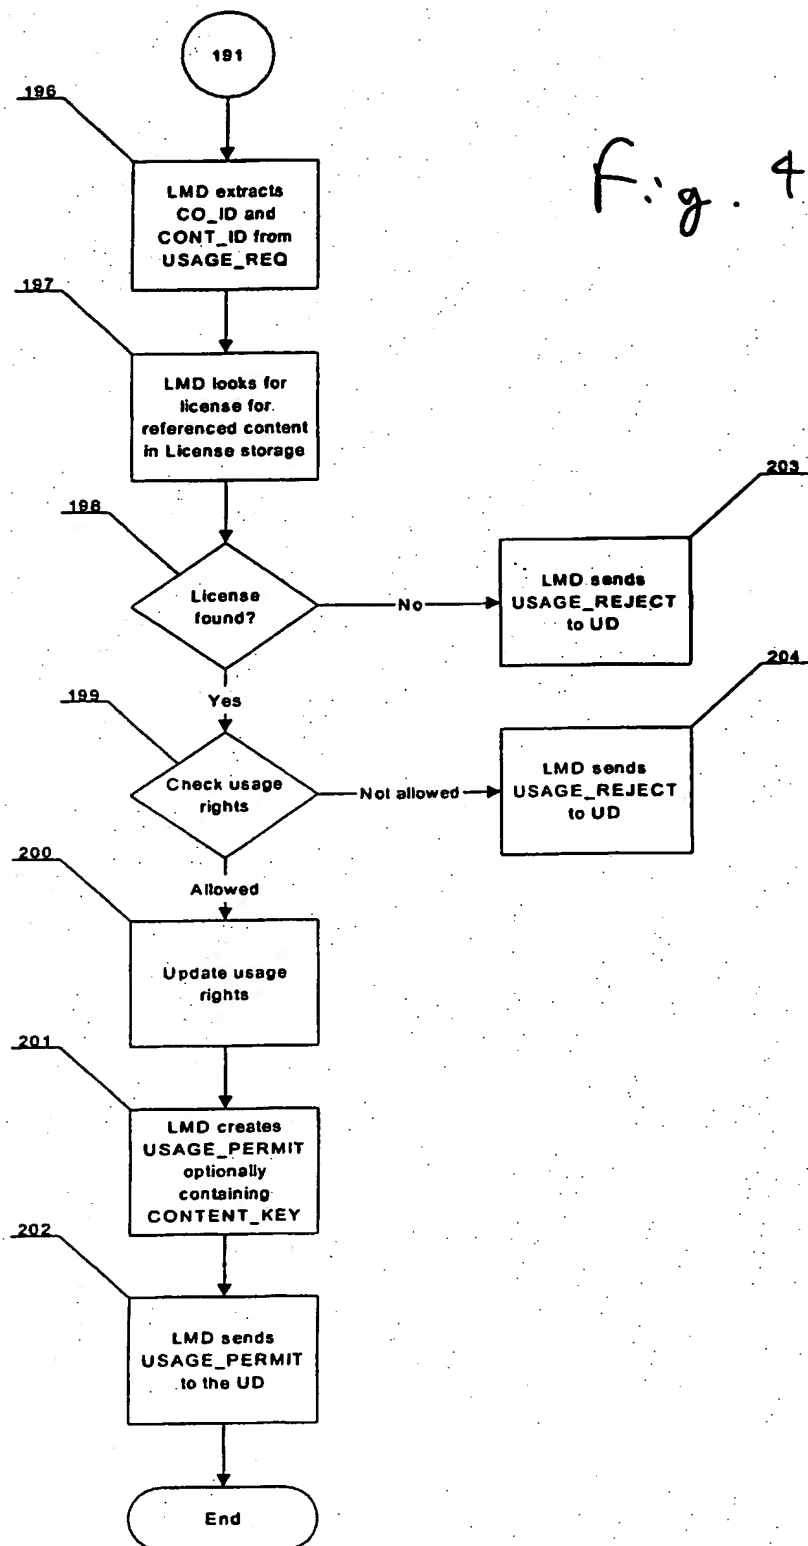 191
Fig. 4
196
LMD extracts
CO_ID and
CONT_ID from
USAGE_REQ
197
LMD looks for
license for
referenced content
in License storage
198
License
found?
No
203
LMD sends
USAGE_REJECT
to UD
Yes
199
Check usage
rights
Not allowed
204
LMD sends
USAGE_REJECT
to UD
Allowed
200
Update usage
rights
201
LMD creates
USAGE_PERMIT
optionally
containing
CONTENT_KEY
202
LMD sends
USAGE_PERMIT
to the UD
End